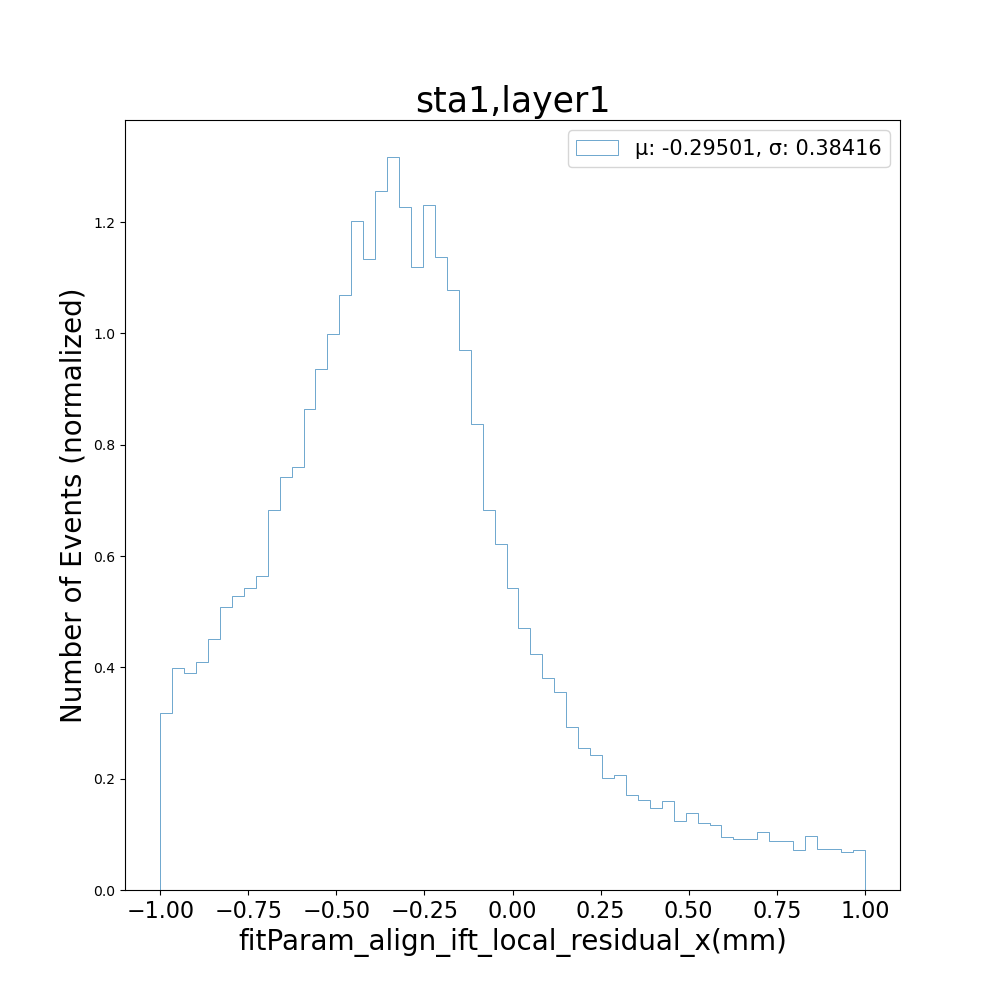 sta1,layer1
μ: -0.29501, σ: 0.38416
Number of Events (normalized)
1.2
1.0
0.8
0.6
0.4
0.2
0.0
−1.00 −0.75 −0.50 −0.25 0.00 0.25 0.50 0.75 1.00
fitParam_align_ift_local_residual_x(mm)